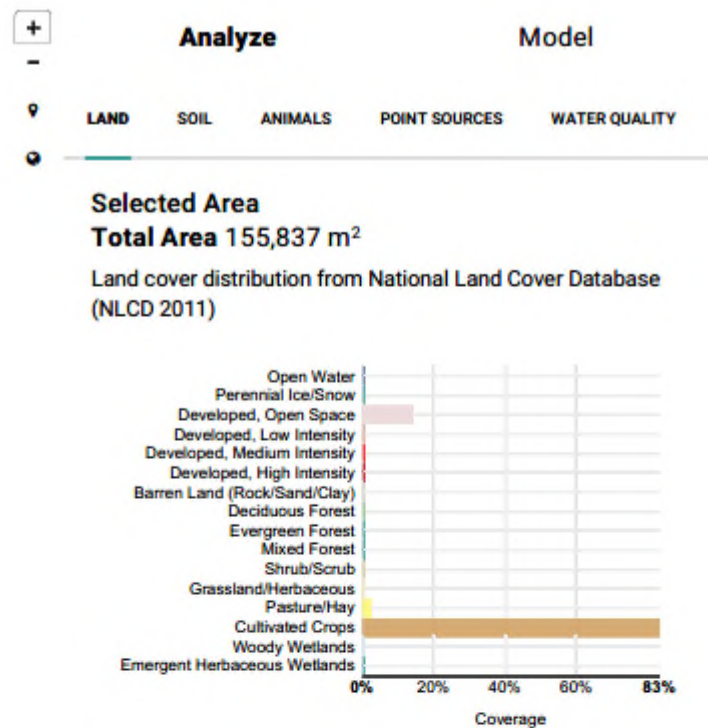 +
Analyze Model
-
LAND SOIL ANIMALS POINT SOURCES WATER QUALITY
Selected Area
Total Area 155,837 m²
Land cover distribution from National Land Cover Database
(NLCD 2011)
Open Water
Perennial Ice/Snow
Developed, Open Space
Developed, Low Intensity
Developed, Medium Intensity
Developed, High Intensity
Barren Land (Rock/Sand/Clay)
Deciduous Forest
Evergreen Forest
Mixed Forest
Shrub/Scrub
Grassland/Herbaceous
Pasture/Hay
Cultivated Crops
Woody Wetlands
Emergent Herbaceous Wetlands
0% 20% 40% 60% 83%
Coverage